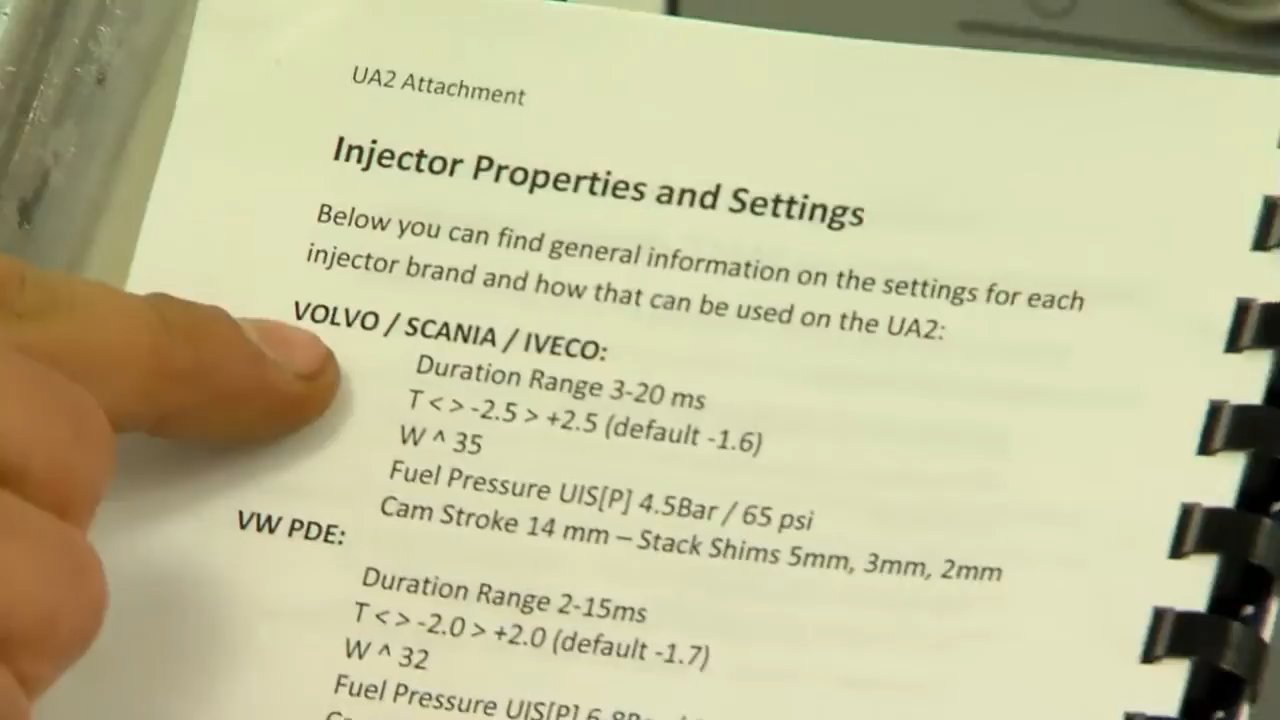 UA2 Attachment
Injector Properties and Settings
Below you can find general information on the settings for each
injector brand and how that can be used on the UA2:
VOLVO / SCANIA / IVECO:
Duration Range 3-20 ms
T < > -2.5 > +2.5 (default -1.6)
W ^ 35
Fuel Pressure UIS[P] 4.5Bar / 65 psi
Cam Stroke 14 mm – Stack Shims 5mm, 3mm, 2mm
VW PDE:
Duration Range 2-15ms
T < > -2.0 > +2.0 (default -1.7)
W ^ 32
Fuel Pressure UIS[P]